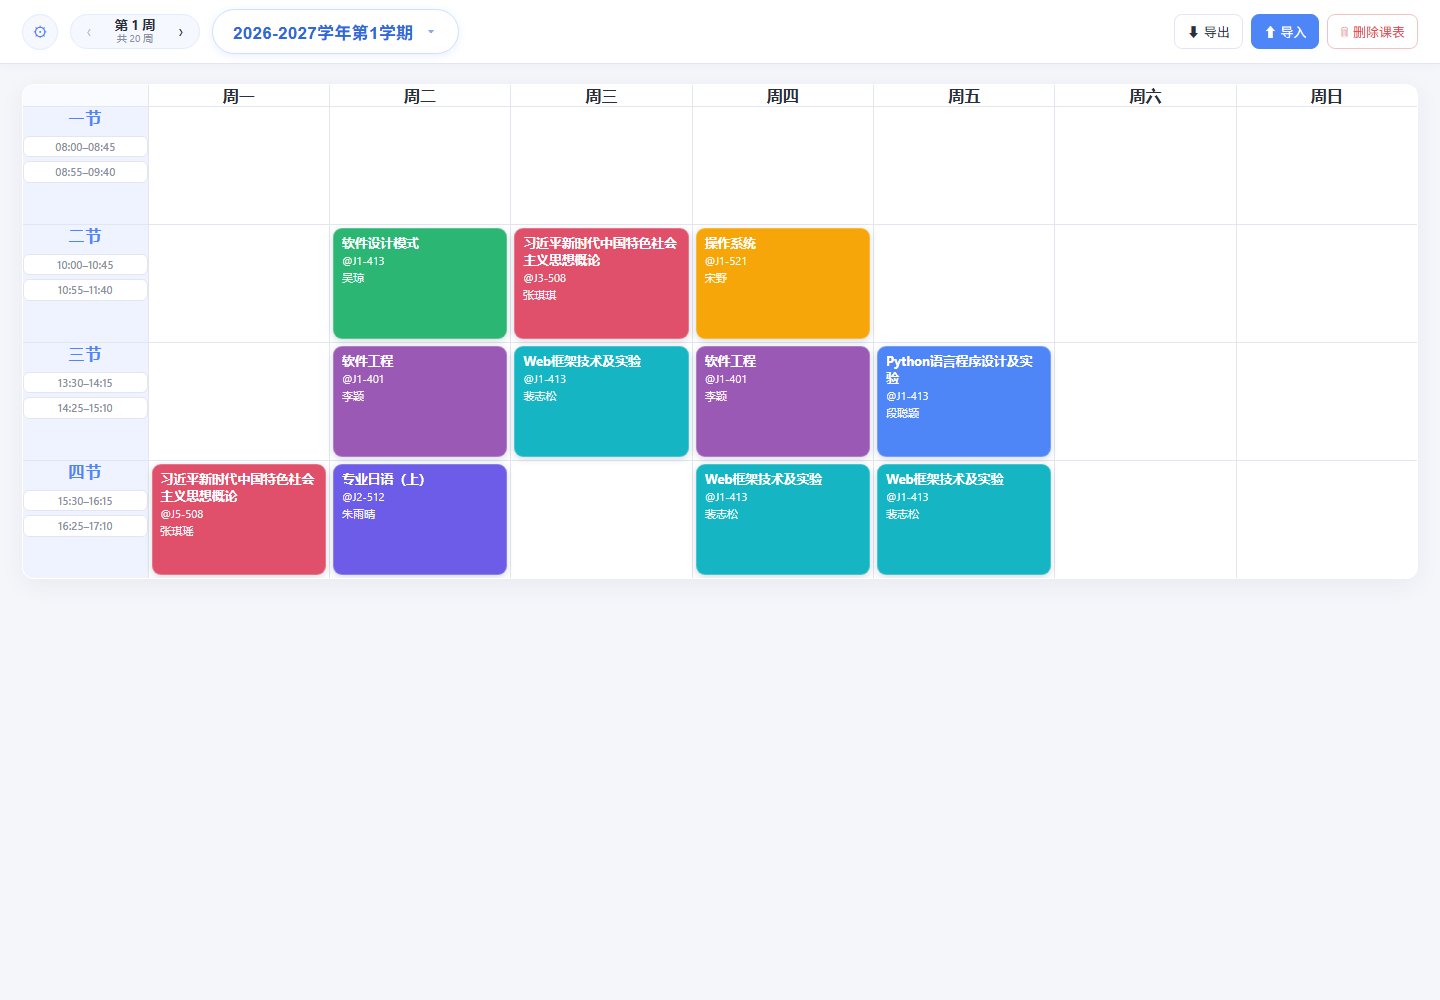 第 1 周
共 20 周
2026-2027学年第1学期
导出
导入
删除课表
周一
周二
周三
周四
周五
周六
周日
一节
08:00–08:45
08:55–09:40
二节
10:00–10:45
10:55–11:40
软件设计模式
@J1-413
吴琼
习近平新时代中国特色社会
主义思想概论
@J3-508
张琪琪
操作系统
@J1-521
宋野
三节
13:30–14:15
14:25–15:10
软件工程
@J1-401
李颖
Web框架技术及实验
@J1-413
裴志松
软件工程
@J1-401
李颖
Python语言程序设计及实
验
@J1-413
段聪颖
四节
15:30–16:15
16:25–17:10
习近平新时代中国特色社会
主义思想概论
@J5-508
张琪瑶
专业日语（上）
@J2-512
朱雨晴
Web框架技术及实验
@J1-413
裴志松
Web框架技术及实验
@J1-413
裴志松